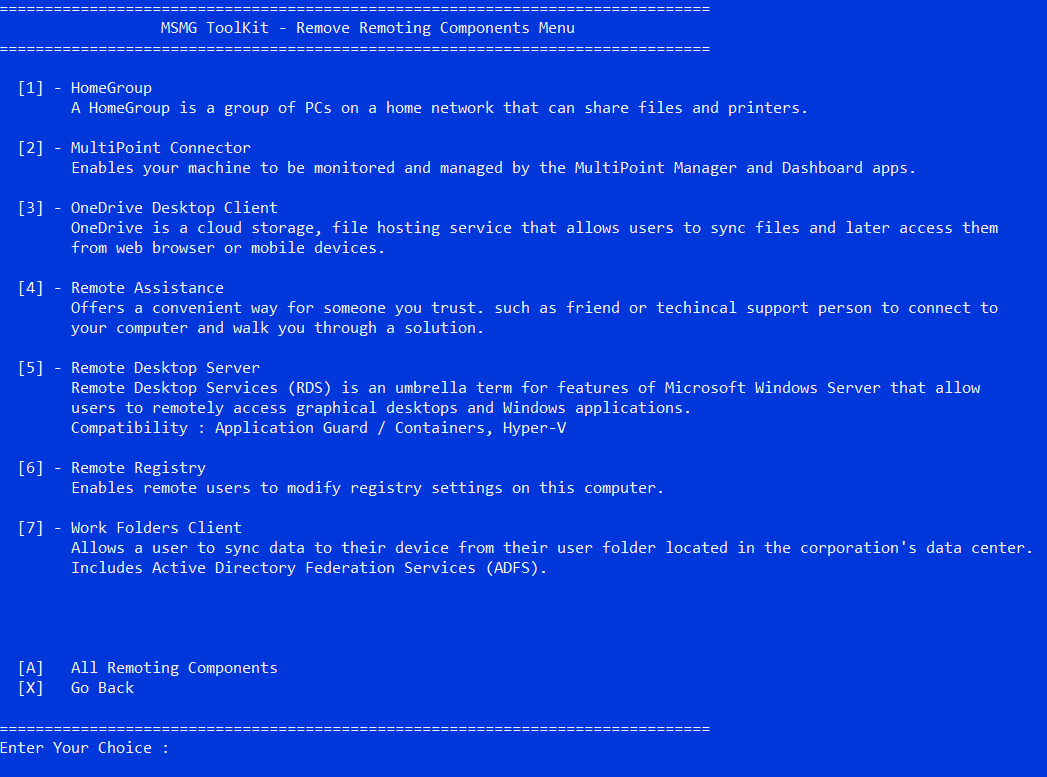 ===============================================================================
MSMG ToolKit - Remove Remoting Components Menu
===============================================================================
[1] - HomeGroup
A HomeGroup is a group of PCs on a home network that can share files and printers.
[2] - MultiPoint Connector
Enables your machine to be monitored and managed by the MultiPoint Manager and Dashboard apps.
[3] - OneDrive Desktop Client
OneDrive is a cloud storage, file hosting service that allows users to sync files and later access them
from web browser or mobile devices.
[4] - Remote Assistance
Offers a convenient way for someone you trust. such as friend or techincal support person to connect to
your computer and walk you through a solution.
[5] - Remote Desktop Server
Remote Desktop Services (RDS) is an umbrella term for features of Microsoft Windows Server that allow
users to remotely access graphical desktops and Windows applications.
Compatibility : Application Guard / Containers, Hyper-V
[6] - Remote Registry
Enables remote users to modify registry settings on this computer.
[7] - Work Folders Client
Allows a user to sync data to their device from their user folder located in the corporation's data center.
Includes Active Directory Federation Services (ADFS).
[A]   All Remoting Components
[X]   Go Back
===============================================================================
Enter Your Choice :